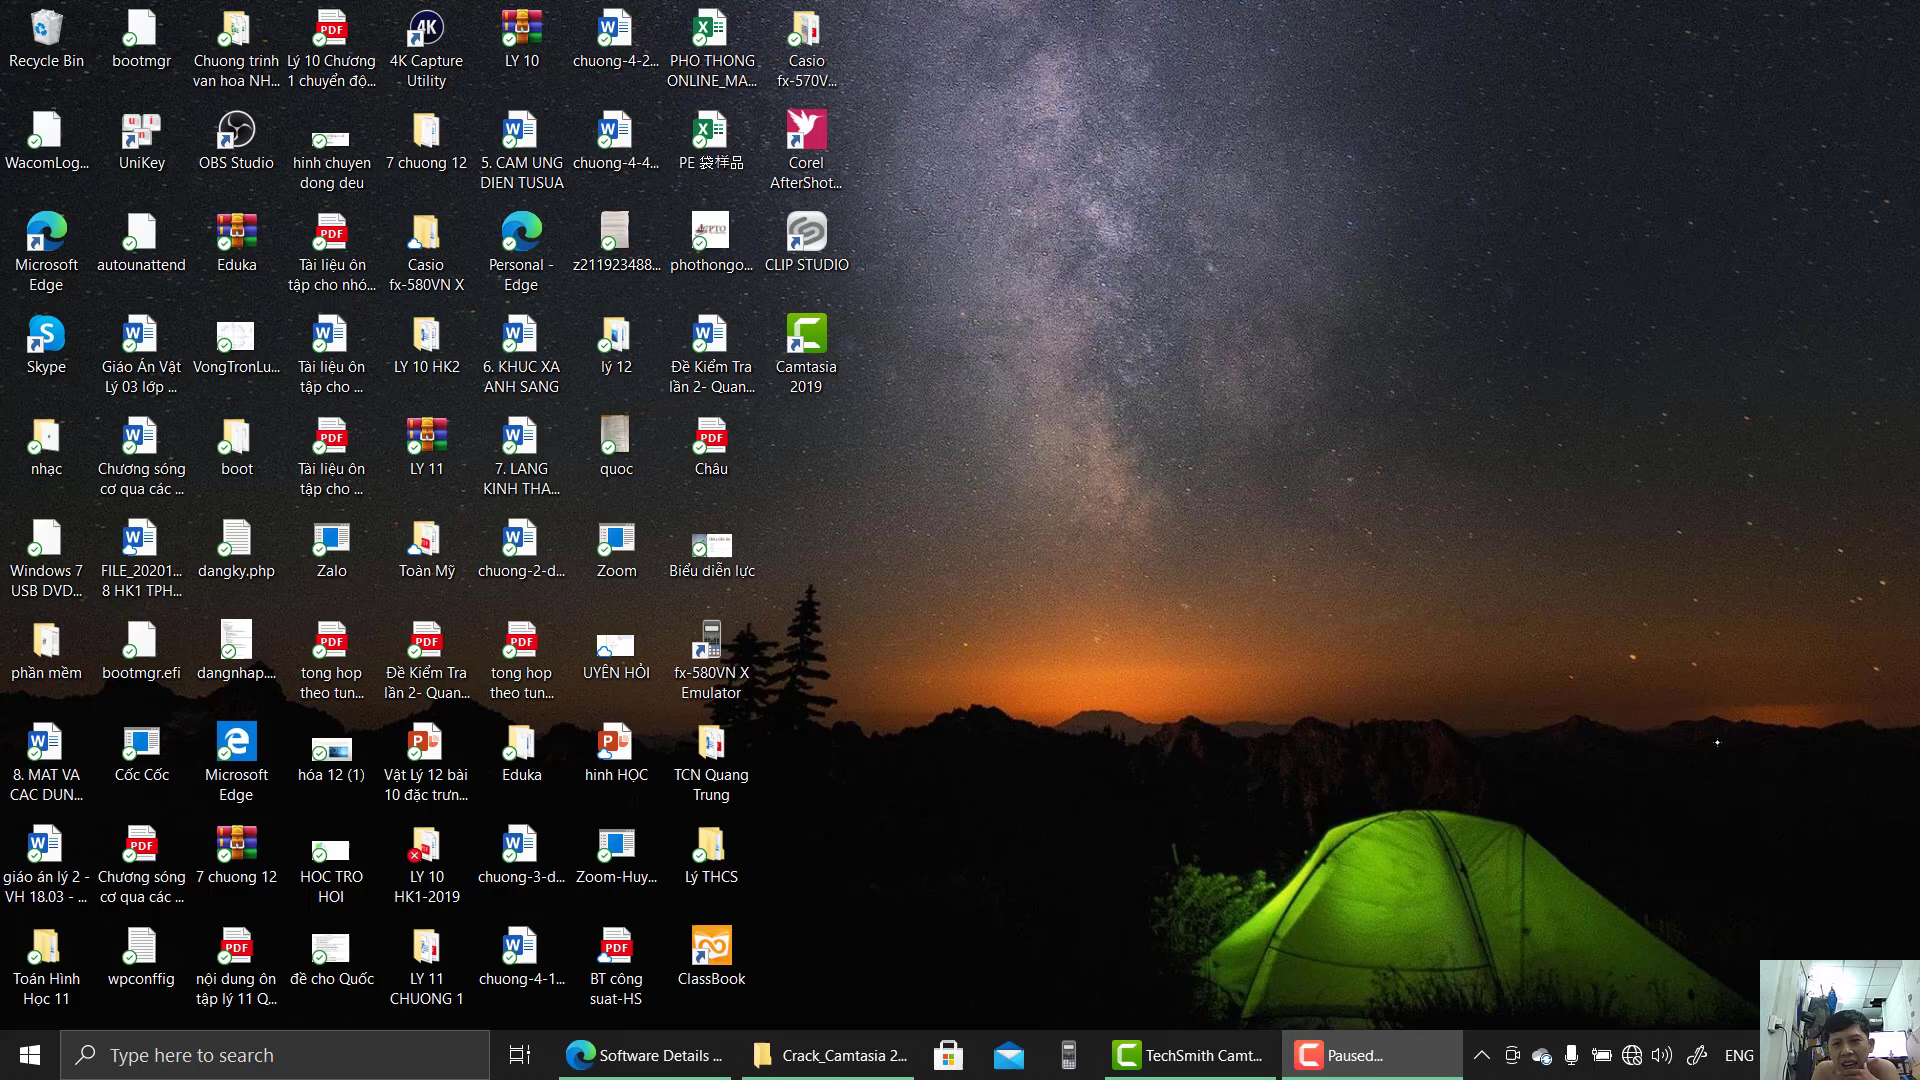 Recycle Bin
bootmgr
Chuong trinh
van hoa NH...
Lý 10 Chương
1 chuyển độ...
4K
4K Capture
Utility
LY 10
chuong-4-2...
PHO THONG
ONLINE_MA...
Casio
fx-570V...
WacomLog...
UniKey
OBS Studio
hinh chuyen
dong deu
7 chuong 12
5. CAM UNG
DIEN TUSUA
chuong-4-4...
PE 袋样品
Corel
AfterShot...
Microsoft
Edge
autounattend
Eduka
Tài liệu ôn
tập cho nhó...
Casio
fx-580VN X
Personal -
Edge
z211923488...
phothongo...
CLIP STUDIO
Skype
Giáo Án Vật
Lý 03 lớp ...
VongTronLu...
Tài liệu ôn
tập cho ...
LY 10 HK2
6. KHUC XA
ANH SANG
lý 12
Đề Kiểm Tra
lần 2- Quan...
Camtasia
2019
nhạc
Chương sóng
cơ qua các ...
boot
Tài liệu ôn
tập cho ...
LY 11
7. LANG
KINH THA...
quoc
Châu
Windows 7
USB DVD...
FILE_20201...
8 HK1 TPH...
dangky.php
Zalo
Toàn Mỹ
chuong-2-d...
Zoom
Biểu diễn lực
phần mềm
bootmgr.efi
dangnhap....
tong hop
theo tun...
Đề Kiểm Tra
lần 2- Quan...
tong hop
theo tun...
UYÊN HỎI
fx-580VN X
Emulator
8. MAT VA
CAC DUN...
Cốc Cốc
Microsoft
Edge
hóa 12 (1)
Vật Lý 12 bài
10 đặc trưn...
Eduka
hinh HỌC
TCN Quang
Trung
giáo án lý 2 -
VH 18.03 - ...
Chương sóng
cơ qua các ...
7 chuong 12
HOC TRO
HOI
LY 10
HK1-2019
chuong-3-d...
Zoom-Huy...
Lý THCS
Toán Hình
Học 11
wpconffig
nội dung ôn
tập lý 11 Q...
đề cho Quốc
LY 11
CHUONG 1
chuong-4-1...
BT công
suat-HS
ClassBook
Type here to search
Software Details ...
Crack_Camtasia 2...
TechSmith Camt...
Paused...
ENG